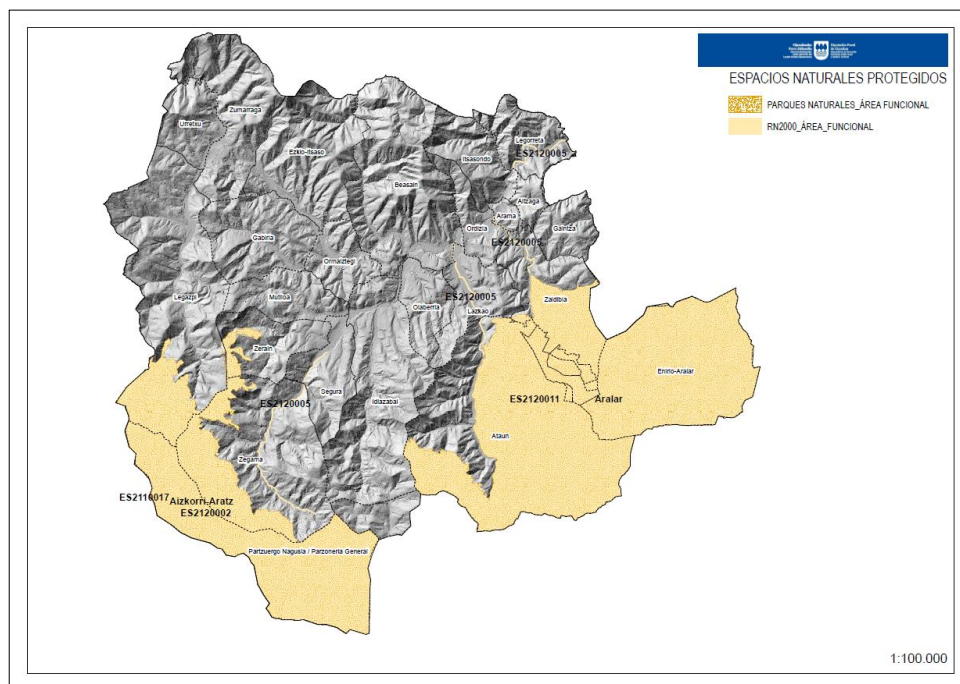 ESPACIOS NATURALES PROTEGIDOS
PARQUES NATURALES_ÁREA FUNCIONAL
RN2000_ÁREA_FUNCIONAL
Zumarraga
Urretxu
Legorreta
ES2120005
Ezkio-Itsaso
Itsasondo
Beasain
Altzaga
Arama
Ordizia
Gaintza
Gabiria
ES2120005
Ormaiztegi
Legazpi
Mutiloa
ES2120005
Zaldibia
Olaberria
Lazkao
Zerain
Enirio-Aralar
Segura
ES2120005
Idiazabal
ES2120011
Aralar
Ataun
Zegama
ES2110017
Aizkorri-Aratz
ES2120002
Partzuergo Nagusia / Parzonería General
1:100.000